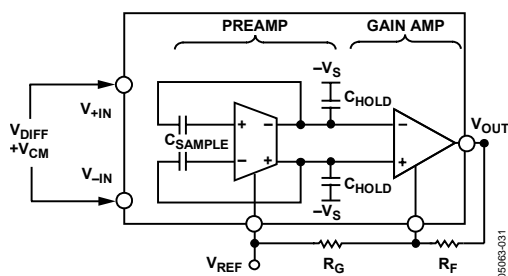 PREAMP
GAIN AMP
–VS
V+IN
CHOLD
VOUT
+ –
–
VDIFF
+VCM
CSAMPLE
– +
+
V–IN
CHOLD
–VS
VREF
RG
RF
05063-031